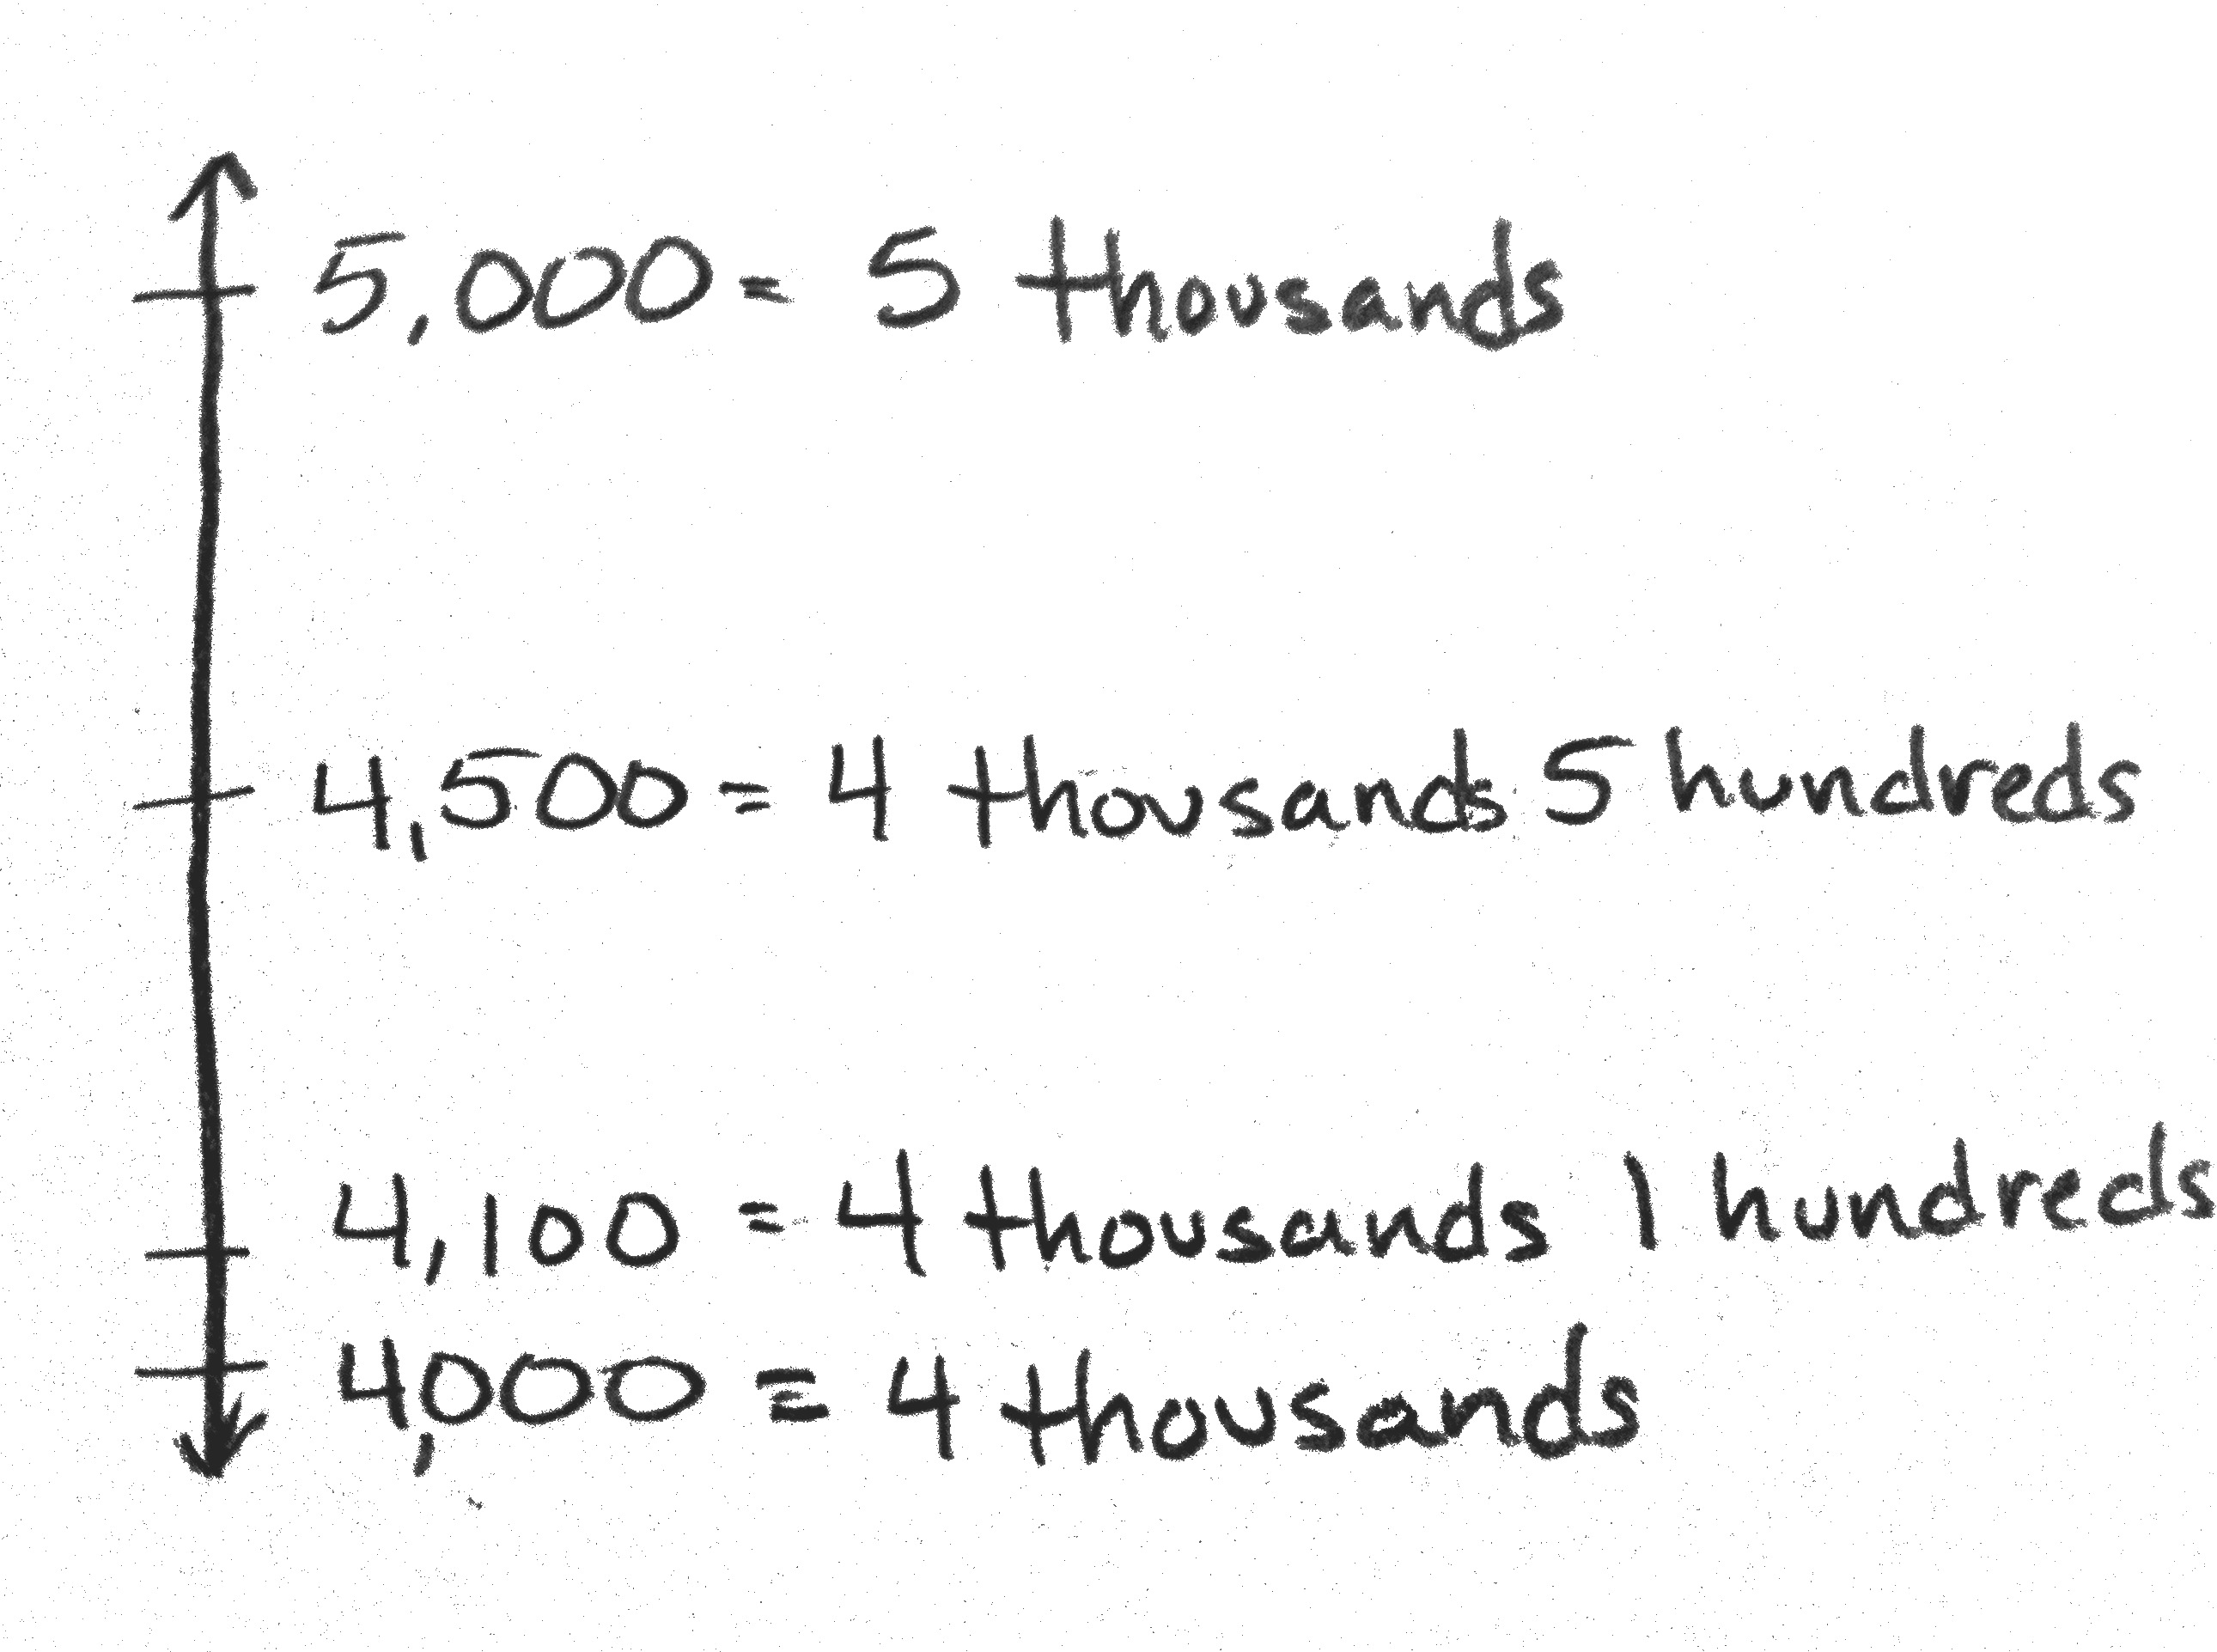 5,000 = 5 thousands
4,500 = 4 thousands 5 hundreds
4,100 = 4 thousands 1 hundreds
4,000 = 4 thousands